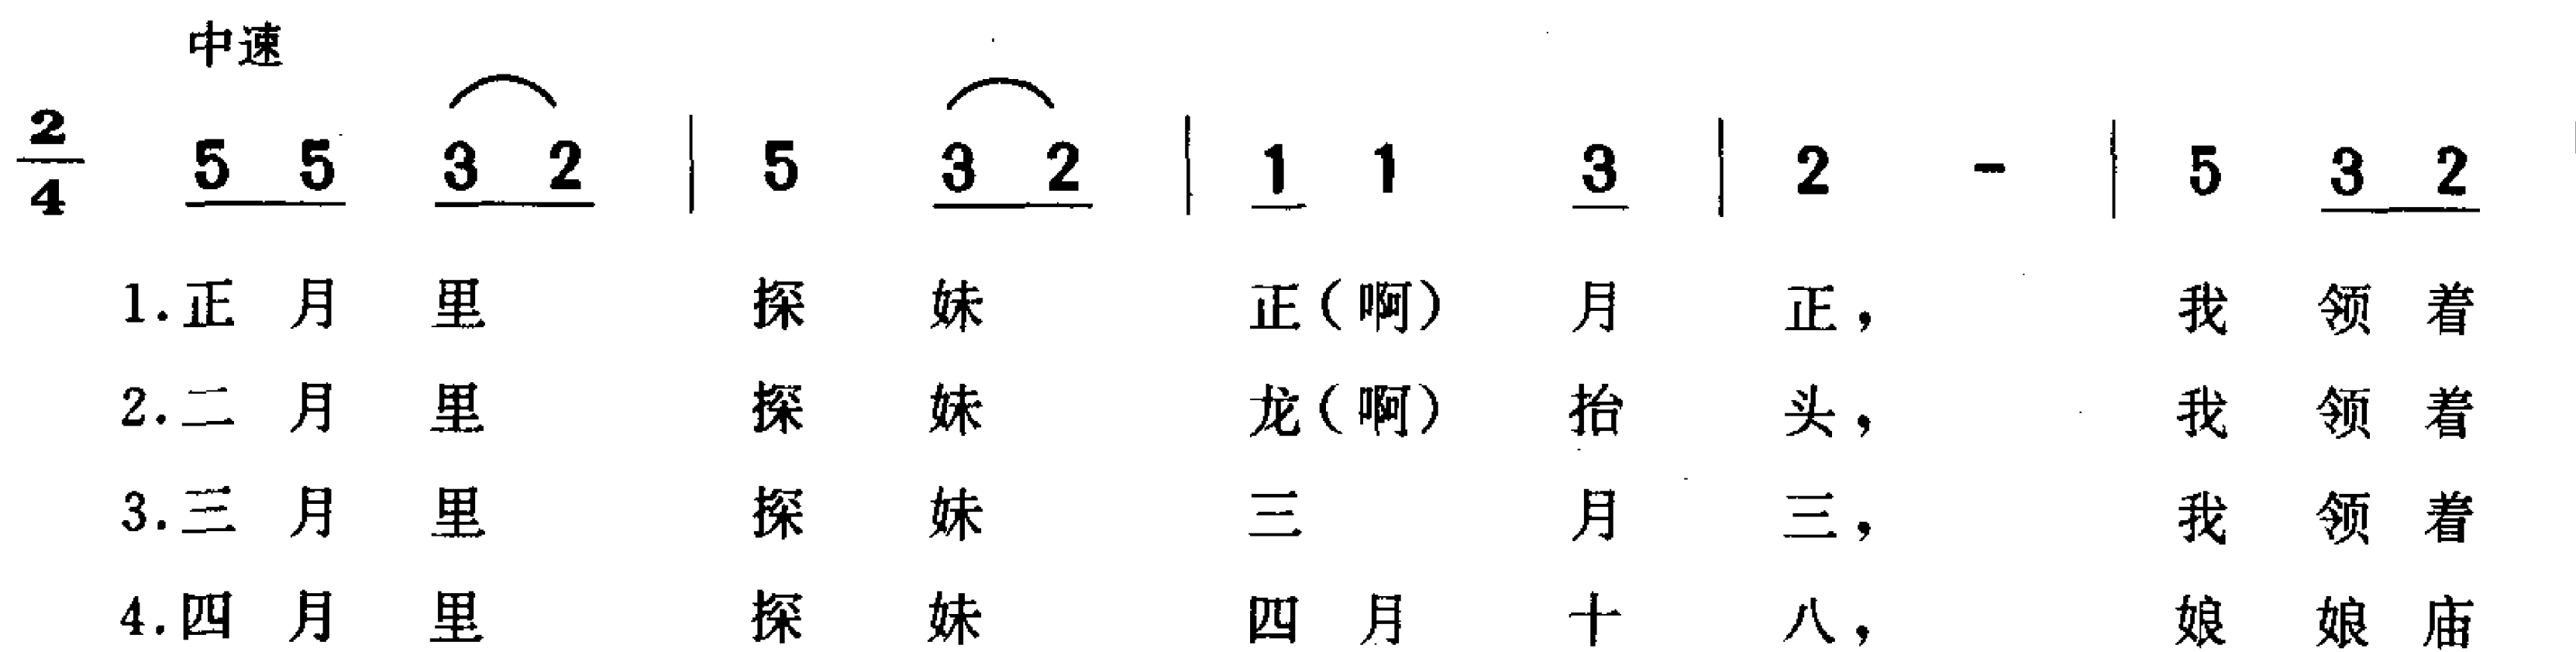 中速
2/4 5 5 3 2 | 5 3 2 | 1 1 3 | 2 - | 5 3 2 |
1.正月里 探妹 正(啊)月正，我领着
2.二月里 探妹 龙(啊)抬头，我领着
3.三月里 探妹 三月三，我领着
4.四月里 探妹 四月十八，娘娘庙